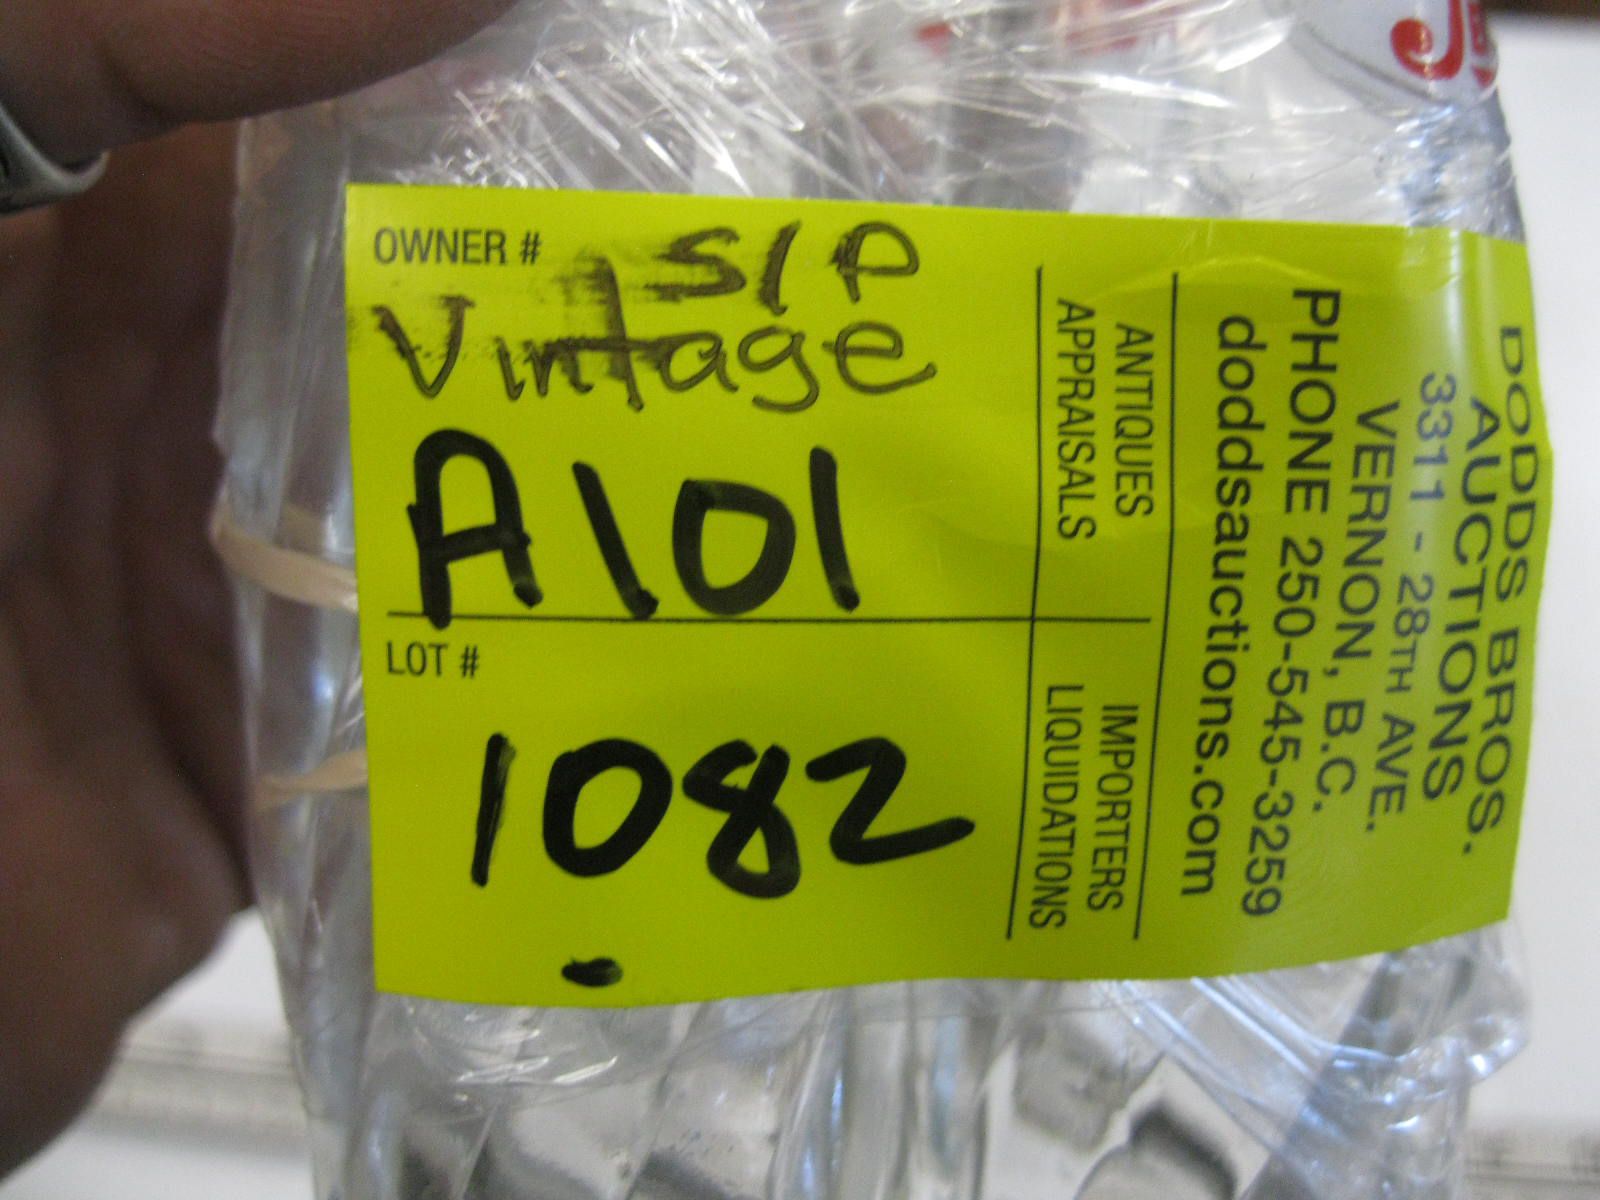 OWNER # S/P
Vintage
A101
LOT #
1082
ANTIQUES
APPRAISALS
IMPORTERS
LIQUIDATIONS
DODDS BROS.
AUCTIONS
3311 - 28TH AVE.
VERNON, B.C.
PHONE 250-545-3259
doddsauctions.com